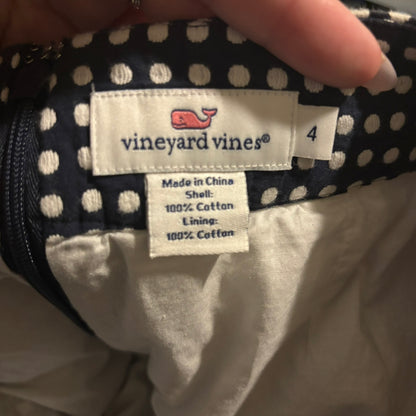 vineyard vines®
4
Made in China
Shell:
100% Cotton
Lining:
100% Cotton